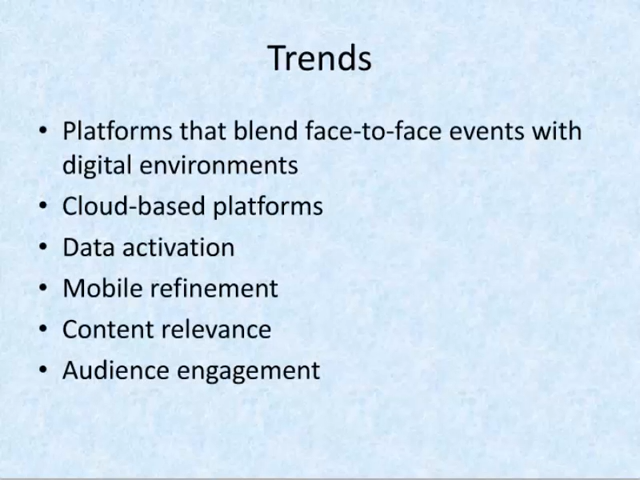 Trends
• Platforms that blend face-to-face events with
digital environments
• Cloud-based platforms
• Data activation
• Mobile refinement
• Content relevance
• Audience engagement